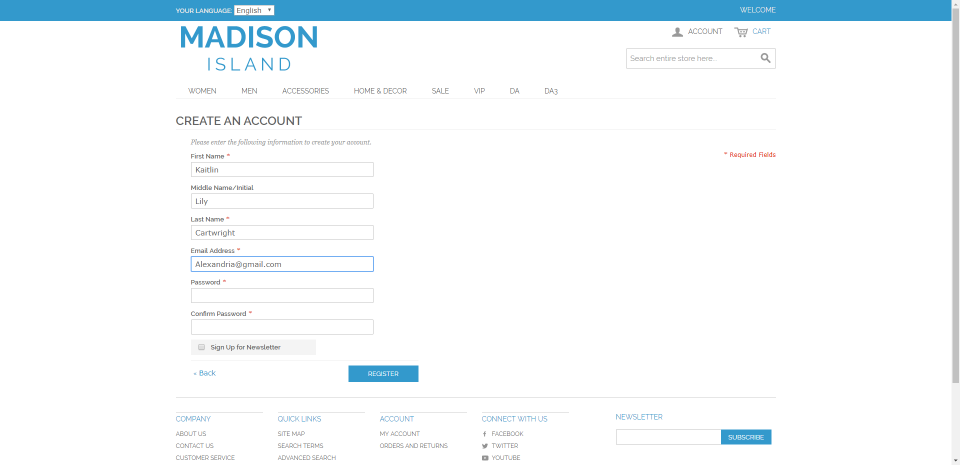 YOUR LANGUAGE: English
WELCOME
MADISON
ISLAND
ACCOUNT CART
Search entire store here...
WOMEN MEN ACCESSORIES HOME & DECOR SALE VIP DA DA3
CREATE AN ACCOUNT
Please enter the following information to create your account.
* Required Fields
First Name *
Kaitlin
Middle Name/Initial
Lily
Last Name *
Cartwright
Email Address *
Alexandria@gmail.com
Password *
Confirm Password *
Sign Up for Newsletter
« Back
REGISTER
COMPANY
ABOUT US
CONTACT US
CUSTOMER SERVICE
QUICK LINKS
SITE MAP
SEARCH TERMS
ADVANCED SEARCH
ACCOUNT
MY ACCOUNT
ORDERS AND RETURNS
CONNECT WITH US
FACEBOOK
TWITTER
YOUTUBE
NEWSLETTER
SUBSCRIBE